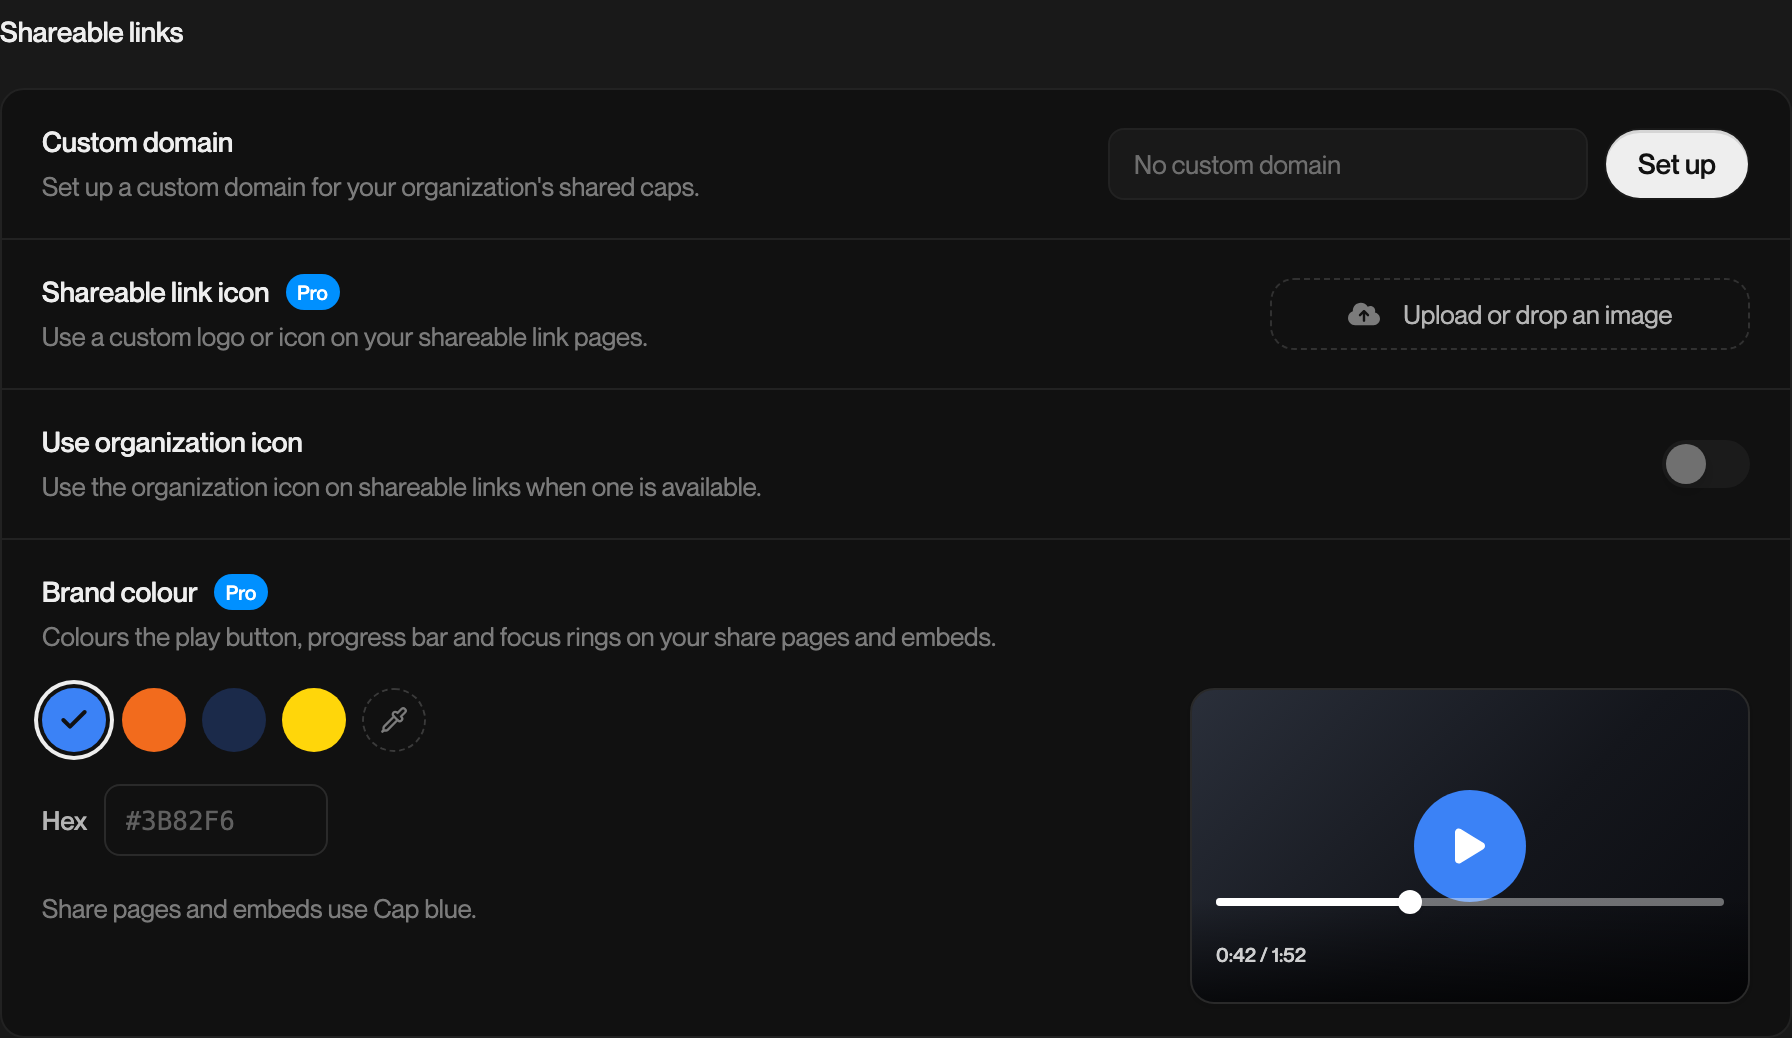 Shareable links
Custom domain
Set up a custom domain for your organization's shared caps.
No custom domain
Set up
Shareable link icon Pro
Use a custom logo or icon on your shareable link pages.
Upload or drop an image
Use organization icon
Use the organization icon on shareable links when one is available.
Brand colour Pro
Colours the play button, progress bar and focus rings on your share pages and embeds.
Hex #3B82F6
Share pages and embeds use Cap blue.
0:42 / 1:52